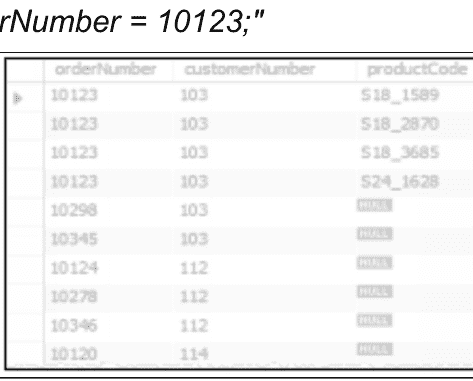 rNumber = 10123;"
orderNumber customerNumber productCode
10123 103 S18_1589
10123 103 S18_2870
10123 103 S18_3685
10123 103 S24_1628
10298 103 NULL
10345 103 NULL
10124 112 NULL
10278 112 NULL
10346 112 NULL
10120 114 NULL